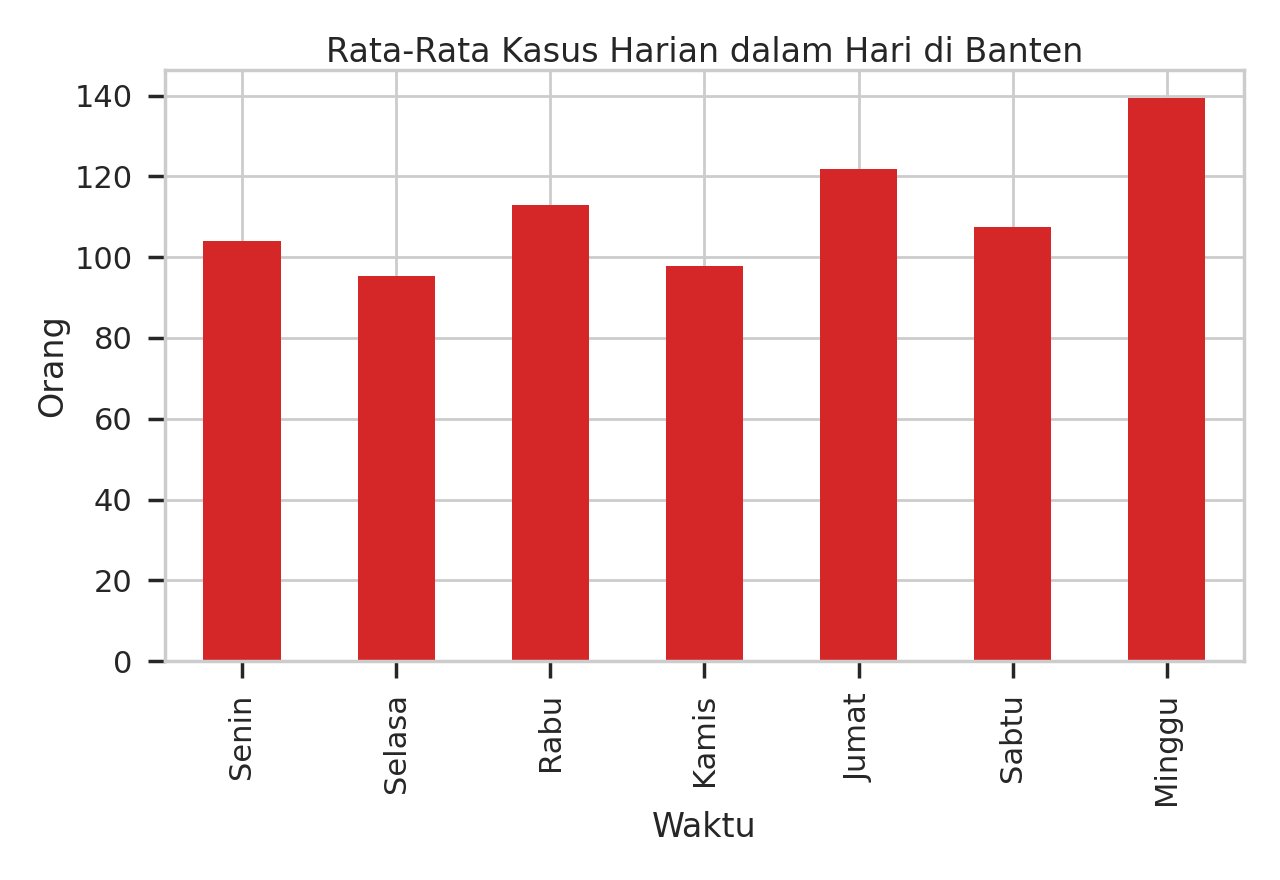 Rata-Rata Kasus Harian dalam Hari di Banten
140
120
100
80
60
40
20
0
Orang
Senin
Selasa
Rabu
Kamis
Jumat
Sabtu
Minggu
Waktu